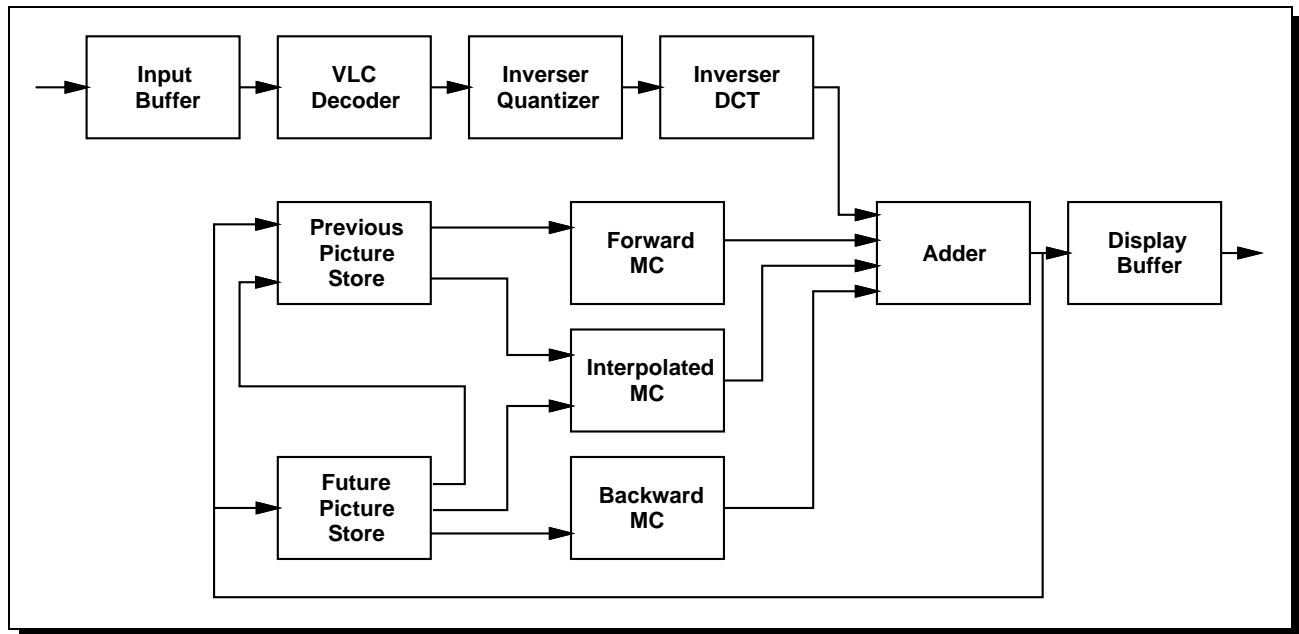 Input
Buffer
VLC
Decoder
Inverser
Quantizer
Inverser
DCT
Previous
Picture
Store
Forward
MC
Adder
Display
Buffer
Interpolated
MC
Future
Picture
Store
Backward
MC